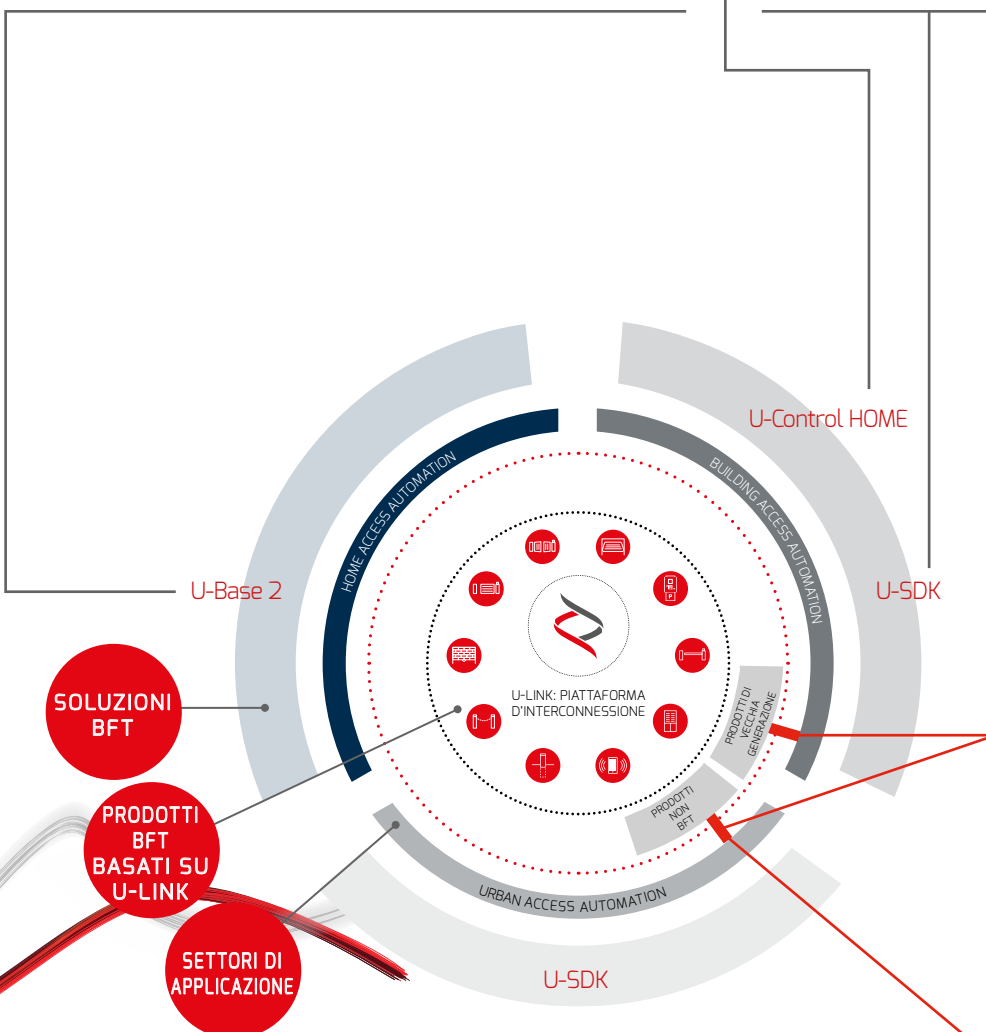 U-Control HOME
HOME ACCESS AUTOMATION
BUILDING ACCESS AUTOMATION
U-Base 2
U-SDK
P
U-LINK: PIATTAFORMA
D'INTERCONNESSIONE
SOLUZIONI
BFT
PRODOTTI DI
VECCHIA
GENERAZIONE
PRODOTTI
NON
BFT
PRODOTTI
BFT
BASATI SU
U-LINK
URBAN ACCESS AUTOMATION
SETTORI DI
APPLICAZIONE
U-SDK